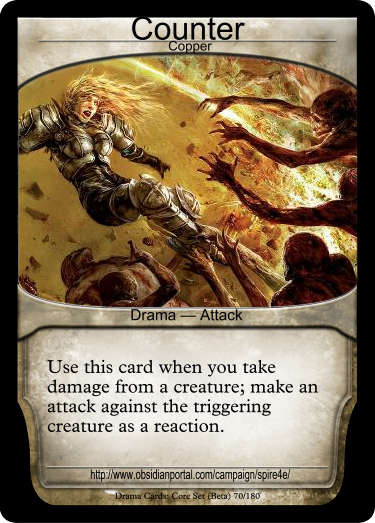 Counter
Copper
Drama — Attack
Use this card when you take
damage from a creature; make an
attack against the triggering
creature as a reaction.
http://www.obsidianportal.com/campaign/spire4e/
Drama Cards: Core Set (Beta) 70/180